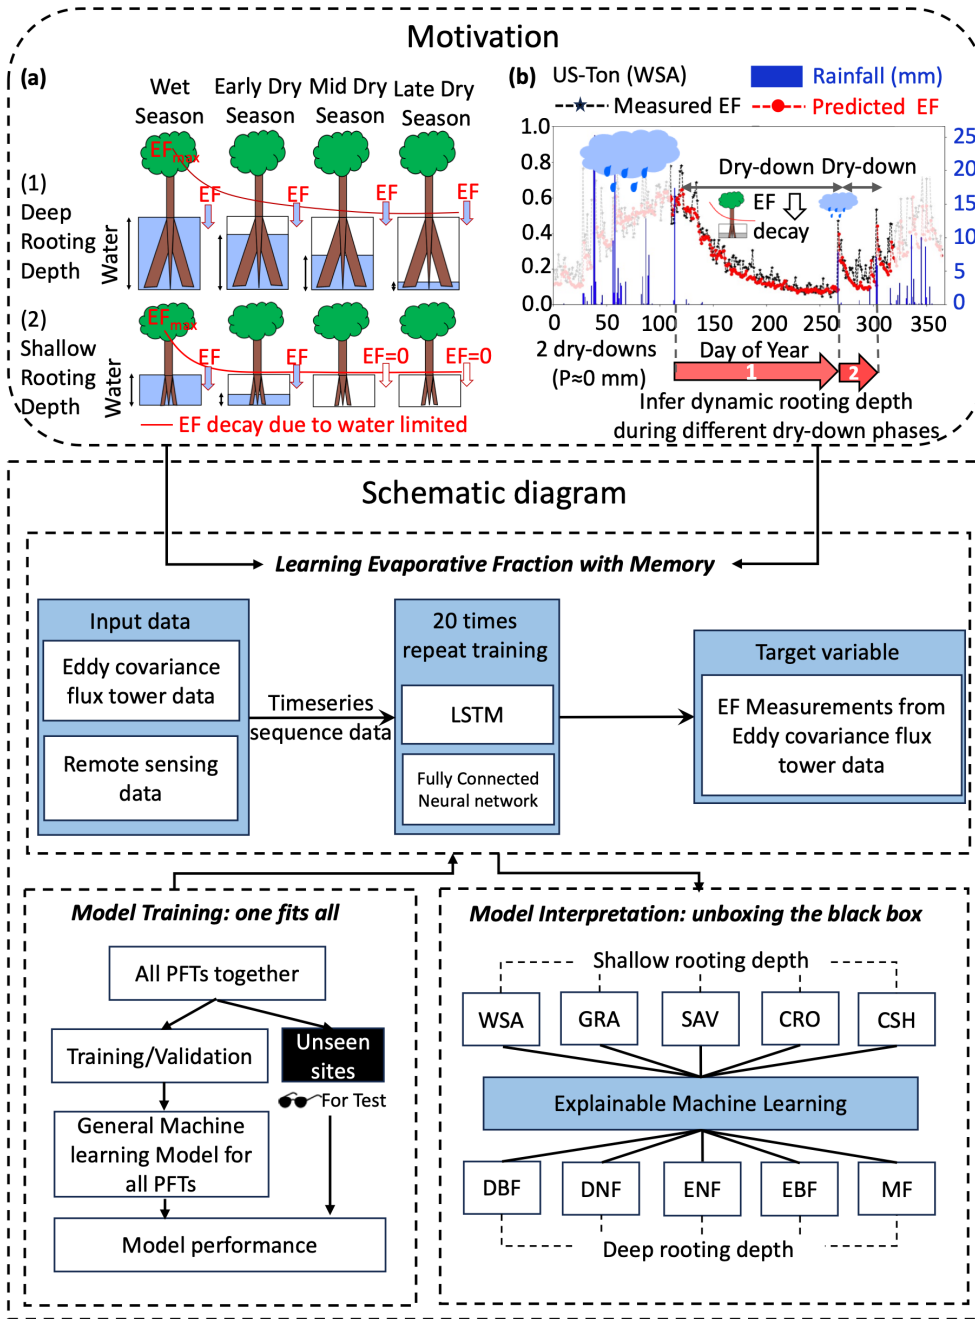 Motivation
(a)
Wet Season
Early Dry Season
Mid Dry Season
Late Dry Season
(1)
Deep
Rooting
Depth
Water
EFmax
EF
EF
EF
EF
(2)
Shallow
Rooting
Depth
Water
EFmax
EF
EF
EF=0
EF=0
EF decay due to water limited
(b)
US-Ton (WSA)
Rainfall (mm)
Measured EF
Predicted EF
1.0
0.8
0.6
0.4
0.2
0.0
25
20
15
10
5
0
Dry-down
Dry-down
EF
decay
0 50 100 150 200 250 300 350
Day of Year
2 dry-downs
(P≈0 mm)
1
2
Infer dynamic rooting depth
during different dry-down phases
Schematic diagram
Learning Evaporative Fraction with Memory
Input data
Eddy covariance
flux tower data
Remote sensing
data
Timeseries
sequence data
20 times
repeat training
LSTM
Fully Connected
Neural network
Target variable
EF Measurements from
Eddy covariance flux
tower data
Model Training: one fits all
All PFTs together
Training/Validation
Unseen
sites
For Test
General Machine
learning Model for
all PFTs
Model performance
Model Interpretation: unboxing the black box
Shallow rooting depth
WSA GRA SAV CRO CSH
Explainable Machine Learning
DBF DNF ENF EBF MF
Deep rooting depth